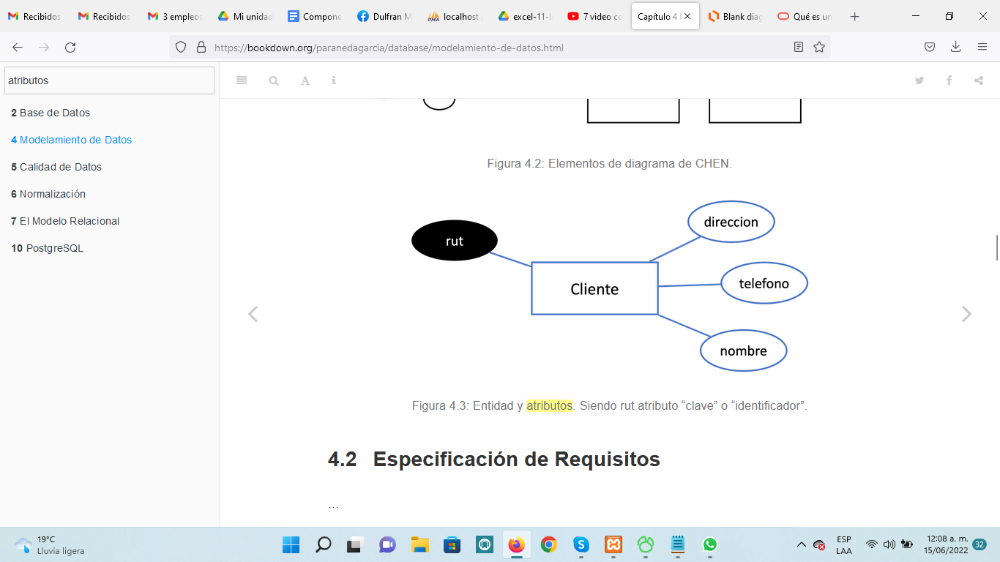 Recibidos
Recibidos
3 empleos
Mi unidad
Compone
Dulfran M
localhost
excel-11-
7 video co
Capítulo 4
Blank diag
Qué es un
https://bookdown.org/paranedagarcia/database/modelamiento-de-datos.html
atributos
2 Base de Datos
4 Modelamiento de Datos
5 Calidad de Datos
6 Normalización
7 El Modelo Relacional
10 PostgreSQL
Figura 4.2: Elementos de diagrama de CHEN.
rut
direccion
Cliente
telefono
nombre
Figura 4.3: Entidad y atributos. Siendo rut atributo “clave” o “identificador”.
4.2 Especificación de Requisitos
...
19°C
Lluvia ligera
ESP
LAA
12:08 a. m.
15/06/2022
32